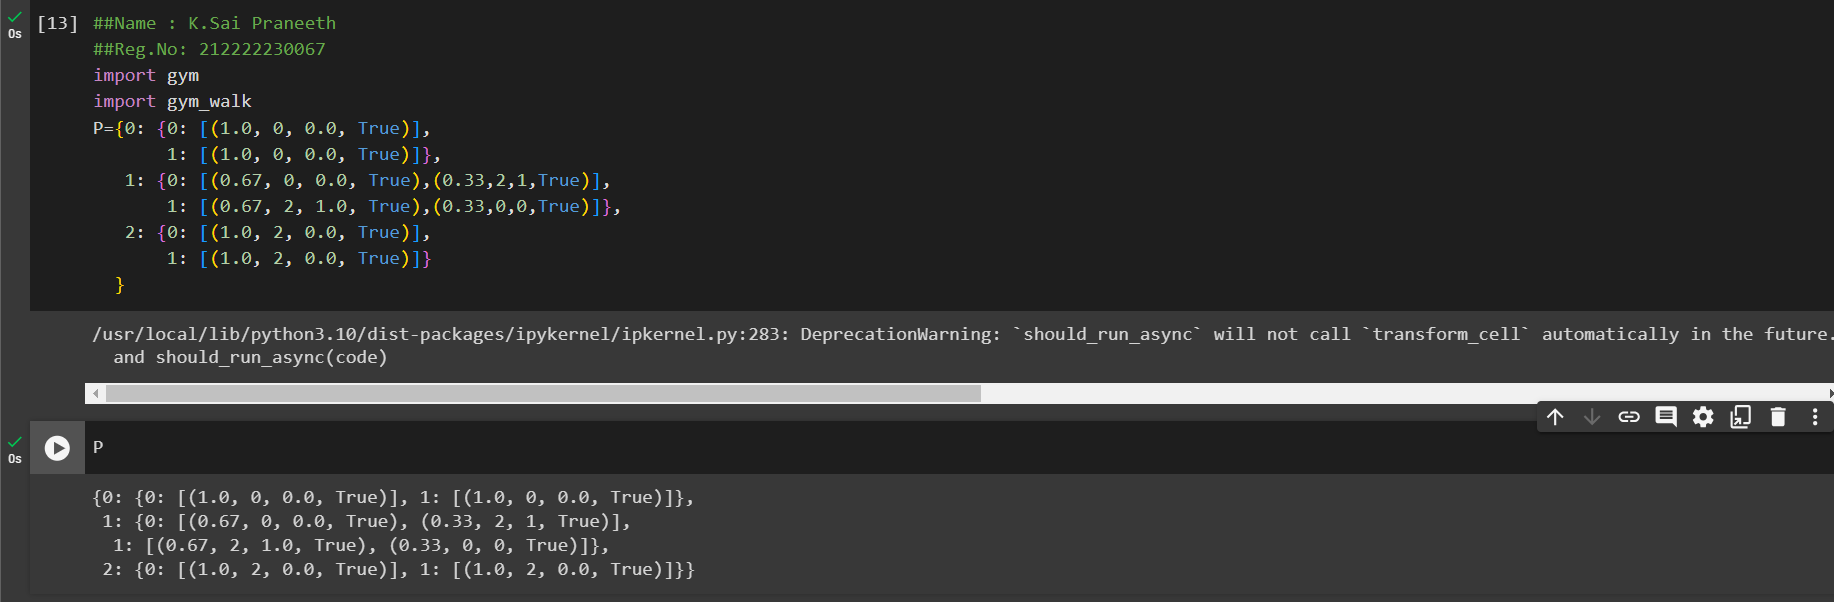 [13] ##Name : K.Sai Praneeth
0s
##Reg.No: 212222230067
import gym
import gym_walk
P={0: {0: [(1.0, 0, 0.0, True)],
1: [(1.0, 0, 0.0, True)]},
1: {0: [(0.67, 0, 0.0, True),(0.33,2,1,True)],
1: [(0.67, 2, 1.0, True),(0.33,0,0,True)]},
2: {0: [(1.0, 2, 0.0, True)],
1: [(1.0, 2, 0.0, True)]}
}
/usr/local/lib/python3.10/dist-packages/ipykernel/ipkernel.py:283: DeprecationWarning: `should_run_async` will not call `transform_cell` automatically in the future.
and should_run_async(code)
P
0s
{0: {0: [(1.0, 0, 0.0, True)], 1: [(1.0, 0, 0.0, True)]},
1: {0: [(0.67, 0, 0.0, True), (0.33, 2, 1, True)],
1: [(0.67, 2, 1.0, True), (0.33, 0, 0, True)]},
2: {0: [(1.0, 2, 0.0, True)], 1: [(1.0, 2, 0.0, True)]}}